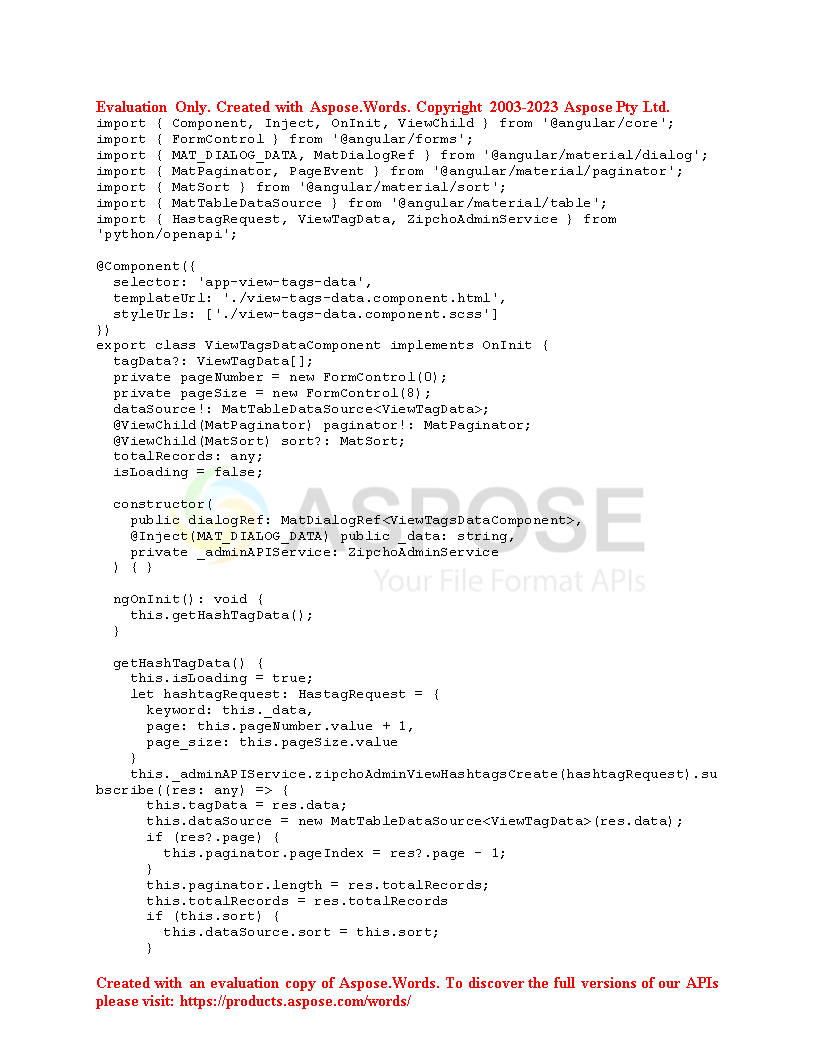 Evaluation Only. Created with Aspose.Words. Copyright 2003-2023 Aspose Pty Ltd.
import { Component, Inject, OnInit, ViewChild } from '@angular/core';
import { FormControl } from '@angular/forms';
import { MAT_DIALOG_DATA, MatDialogRef } from '@angular/material/dialog';
import { MatPaginator, PageEvent } from '@angular/material/paginator';
import { MatSort } from '@angular/material/sort';
import { MatTableDataSource } from '@angular/material/table';
import { HastagRequest, ViewTagData, ZipchoAdminService } from
'python/openapi';
@Component({
  selector: 'app-view-tags-data',
  templateUrl: './view-tags-data.component.html',
  styleUrls: ['./view-tags-data.component.scss']
})
export class ViewTagsDataComponent implements OnInit {
  tagData?: ViewTagData[];
  private pageNumber = new FormControl(0);
  private pageSize = new FormControl(8);
  dataSource!: MatTableDataSource<ViewTagData>;
  @ViewChild(MatPaginator) paginator!: MatPaginator;
  @ViewChild(MatSort) sort?: MatSort;
  totalRecords: any;
  isLoading = false;
  constructor(
    public dialogRef: MatDialogRef<ViewTagsDataComponent>,
    @Inject(MAT_DIALOG_DATA) public _data: string,
    private _adminAPIService: ZipchoAdminService
  ) { }
ASPOSE
Your File Format APIs
  ngOnInit(): void {
    this.getHashTagData();
  }
  getHashTagData() {
    this.isLoading = true;
    let hashtagRequest: HastagRequest = {
      keyword: this._data,
      page: this.pageNumber.value + 1,
      page_size: this.pageSize.value
    }
    this._adminAPIService.zipchoAdminViewHashtagsCreate(hashtagRequest).su
bscribe((res: any) => {
      this.tagData = res.data;
      this.dataSource = new MatTableDataSource<ViewTagData>(res.data);
      if (res?.page) {
        this.paginator.pageIndex = res?.page - 1;
      }
      this.paginator.length = res.totalRecords;
      this.totalRecords = res.totalRecords
      if (this.sort) {
        this.dataSource.sort = this.sort;
      }
Created with an evaluation copy of Aspose.Words. To discover the full versions of our APIs
please visit: https://products.aspose.com/words/